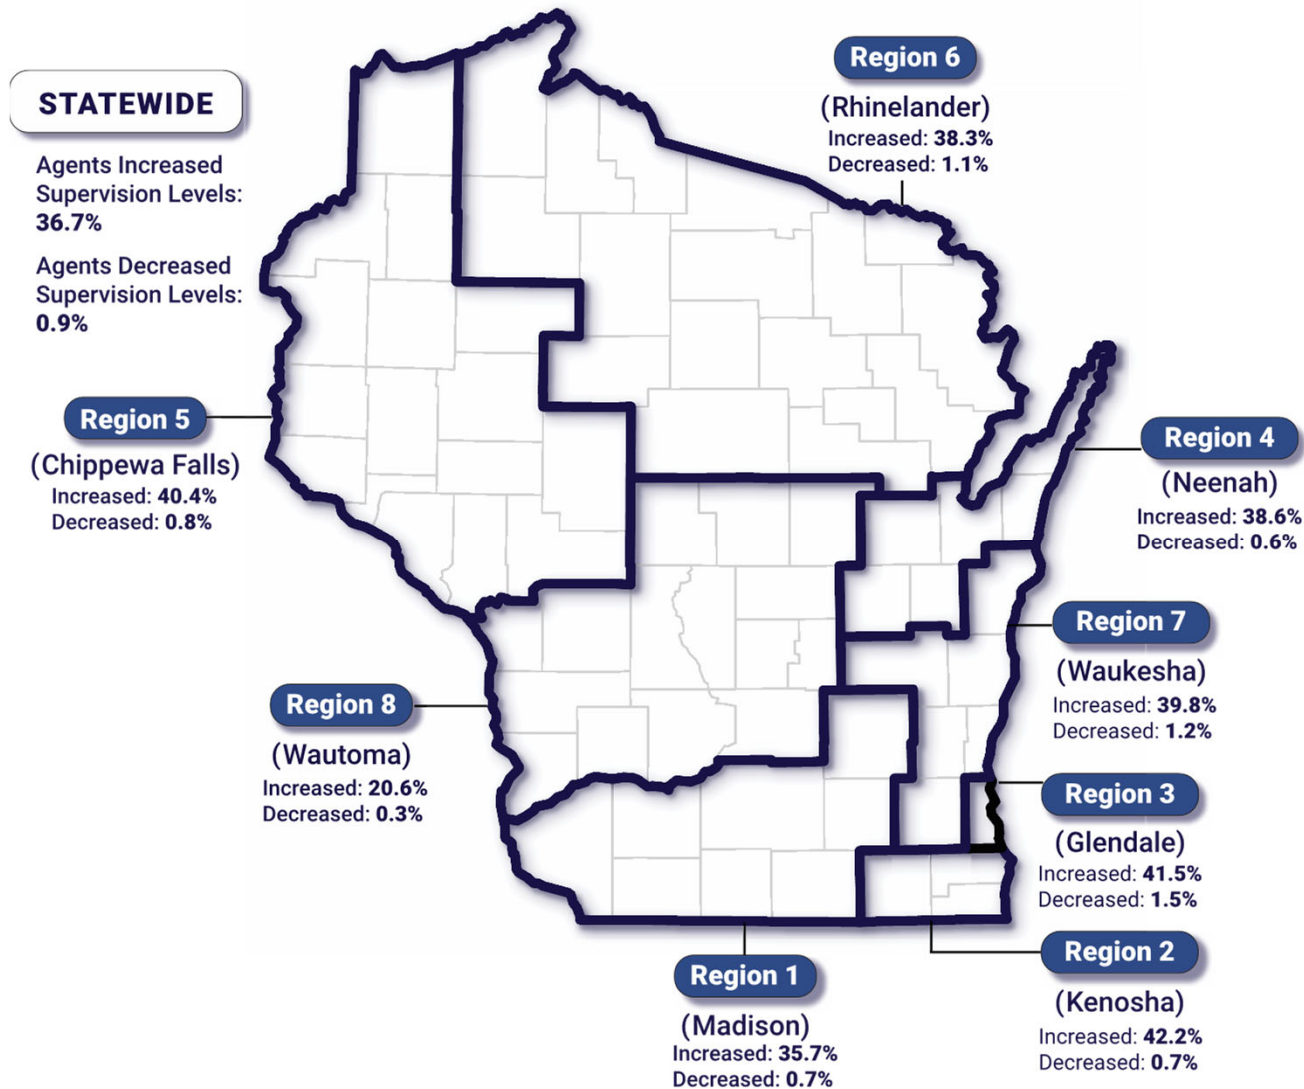 STATEWIDE
Agents Increased
Supervision Levels:
36.7%
Agents Decreased
Supervision Levels:
0.9%
Region 6
(Rhinelander)
Increased: 38.3%
Decreased: 1.1%
Region 5
(Chippewa Falls)
Increased: 40.4%
Decreased: 0.8%
Region 4
(Neenah)
Increased: 38.6%
Decreased: 0.6%
Region 7
(Waukesha)
Increased: 39.8%
Decreased: 1.2%
Region 8
(Wautoma)
Increased: 20.6%
Decreased: 0.3%
Region 3
(Glendale)
Increased: 41.5%
Decreased: 1.5%
Region 2
(Kenosha)
Increased: 42.2%
Decreased: 0.7%
Region 1
(Madison)
Increased: 35.7%
Decreased: 0.7%